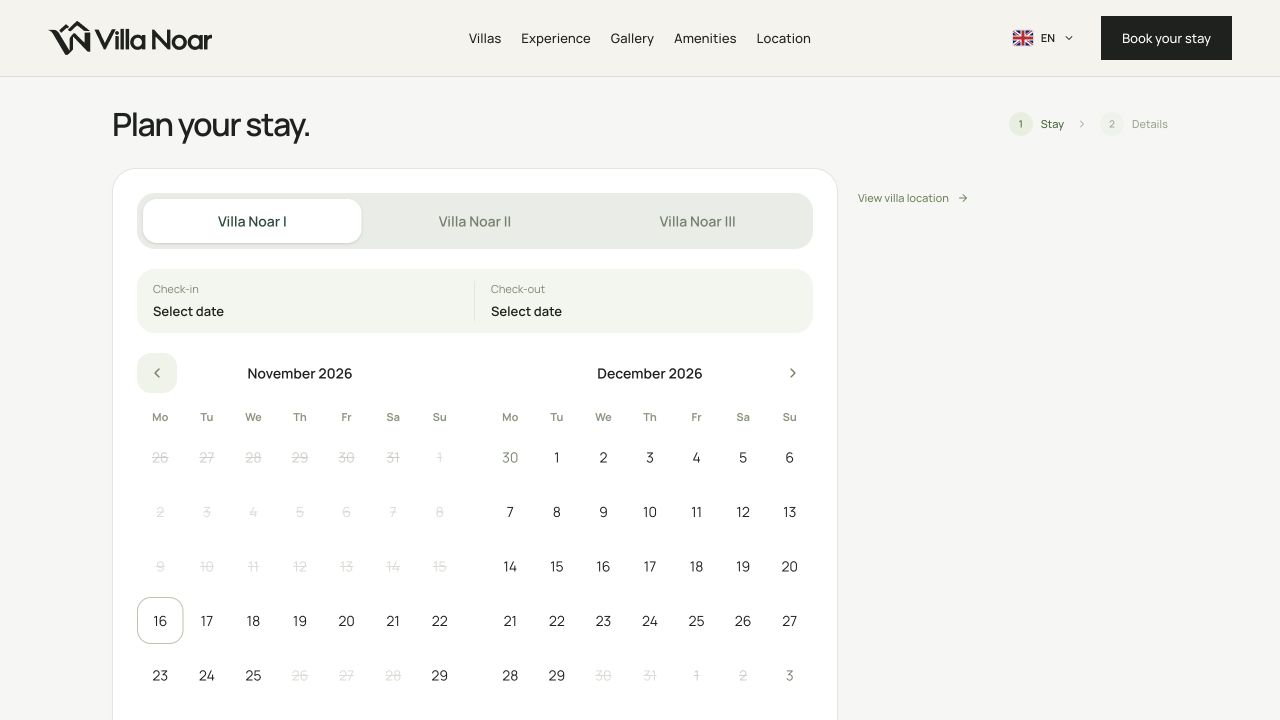 Villa Noar
Villas Experience Gallery Amenities Location
EN
Book your stay
Plan your stay.
1 Stay 2 Details
Villa Noar I Villa Noar II Villa Noar III
View villa location
Check-in Check-out
Select date Select date
November 2026 December 2026
Mo Tu We Th Fr Sa Su Mo Tu We Th Fr Sa Su
26 27 28 29 30 31 1 30 1 2 3 4 5 6
2 3 4 5 6 7 8 7 8 9 10 11 12 13
9 10 11 12 13 14 15 14 15 16 17 18 19 20
16 17 18 19 20 21 22 21 22 23 24 25 26 27
23 24 25 26 27 28 29 28 29 30 31 1 2 3